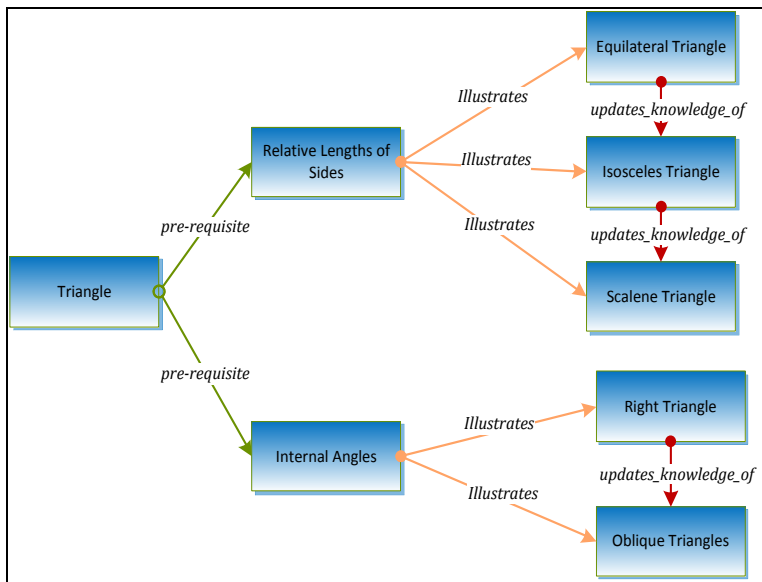 Equilateral Triangle
Illustrates
updates_knowledge_of
Relative Lengths of
Sides
Illustrates
Isosceles Triangle
pre-requisite
Illustrates
updates_knowledge_of
Triangle
Scalene Triangle
pre-requisite
Right Triangle
Illustrates
Internal Angles
updates_knowledge_of
Illustrates
Oblique Triangles